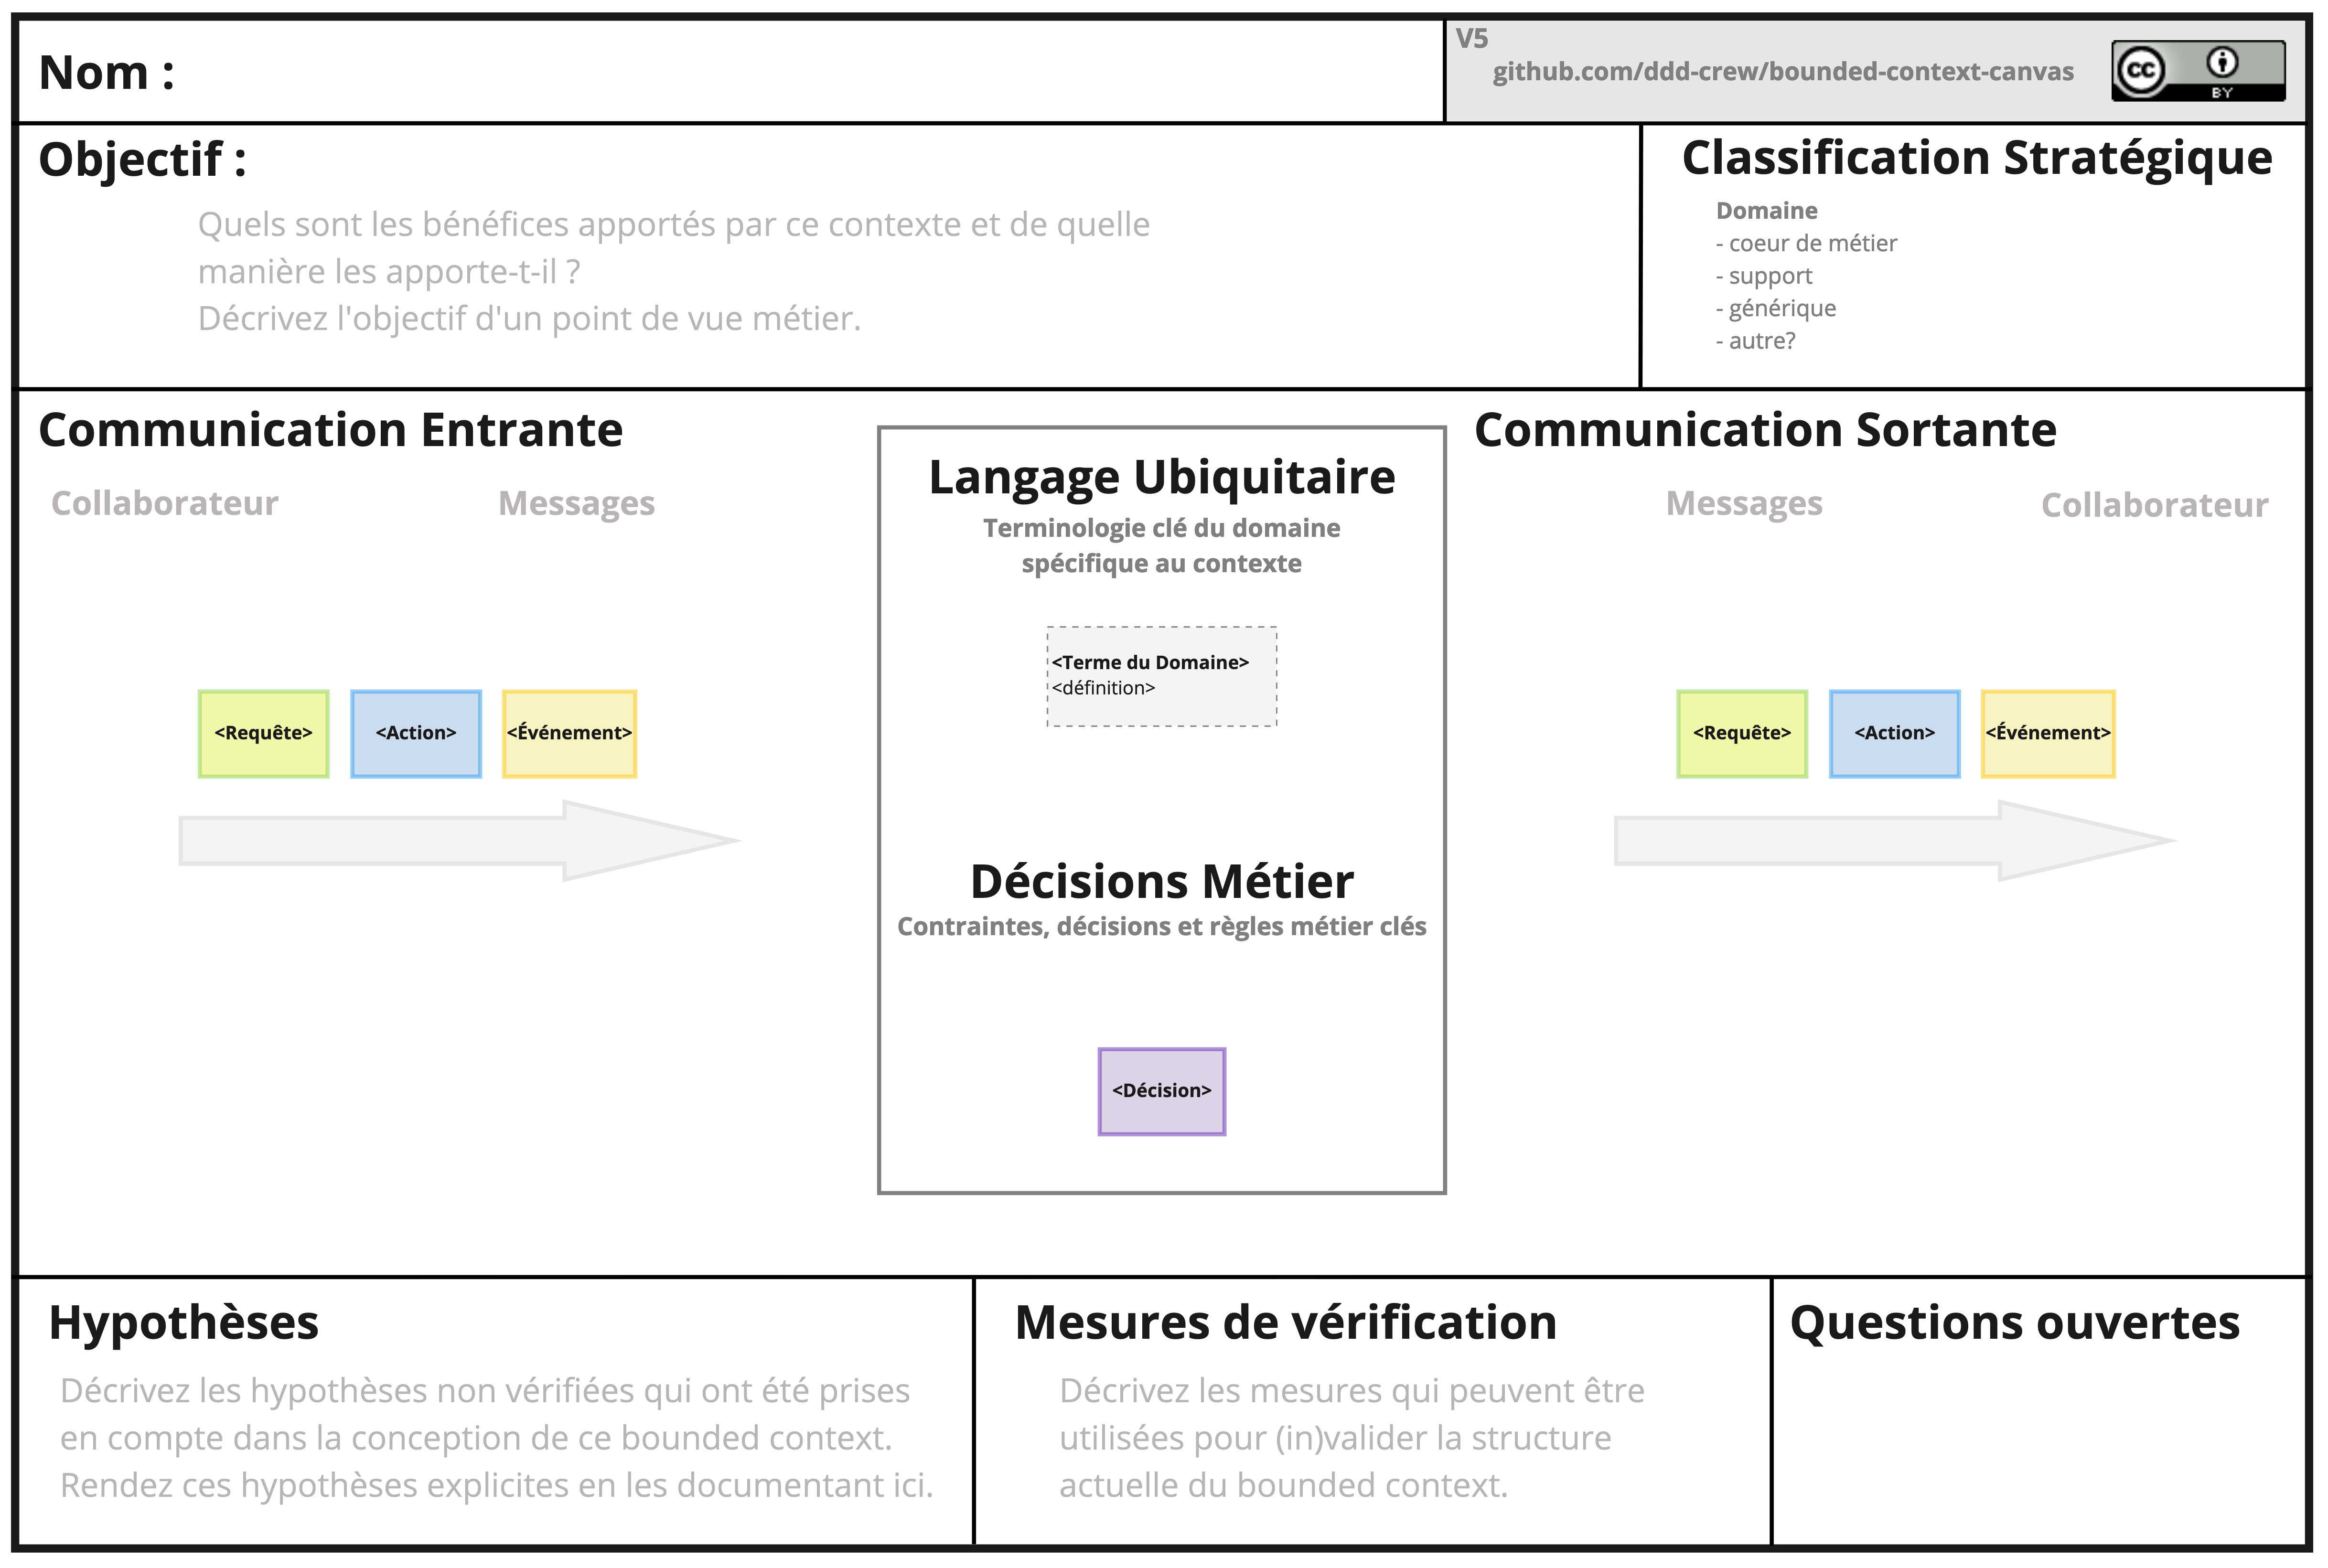 Nom :
V5
github.com/ddd-crew/bounded-context-canvas
cc
BY
Objectif :
Quels sont les bénéfices apportés par ce contexte et de quelle
manière les apporte-t-il ?
Décrivez l'objectif d'un point de vue métier.
Classification Stratégique
Domaine
- coeur de métier
- support
- générique
- autre?
Communication Entrante
Collaborateur
Messages
<Requête>
<Action>
<Événement>
Langage Ubiquitaire
Terminologie clé du domaine
spécifique au contexte
<Terme du Domaine>
<définition>
Décisions Métier
Contraintes, décisions et règles métier clés
<Décision>
Communication Sortante
Messages
Collaborateur
<Requête>
<Action>
<Événement>
Hypothèses
Décrivez les hypothèses non vérifiées qui ont été prises
en compte dans la conception de ce bounded context.
Rendez ces hypothèses explicites en les documentant ici.
Mesures de vérification
Décrivez les mesures qui peuvent être
utilisées pour (in)valider la structure
actuelle du bounded context.
Questions ouvertes